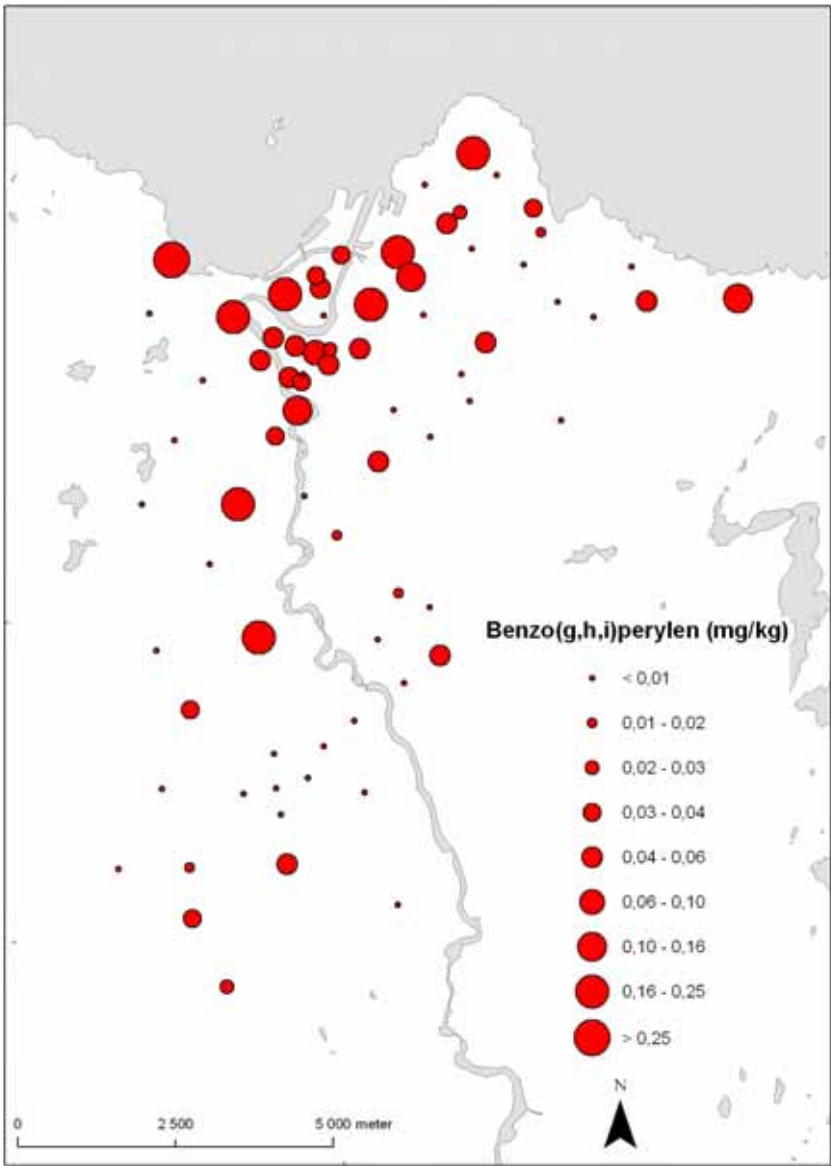 Benzo(g,h,i)perylen (mg/kg)
< 0,01
0,01 - 0,02
0,02 - 0,03
0,03 - 0,04
0,04 - 0,06
0,06 - 0,10
0,10 - 0,16
0,16 - 0,25
> 0,25
N
0 2 500 5 000 meter